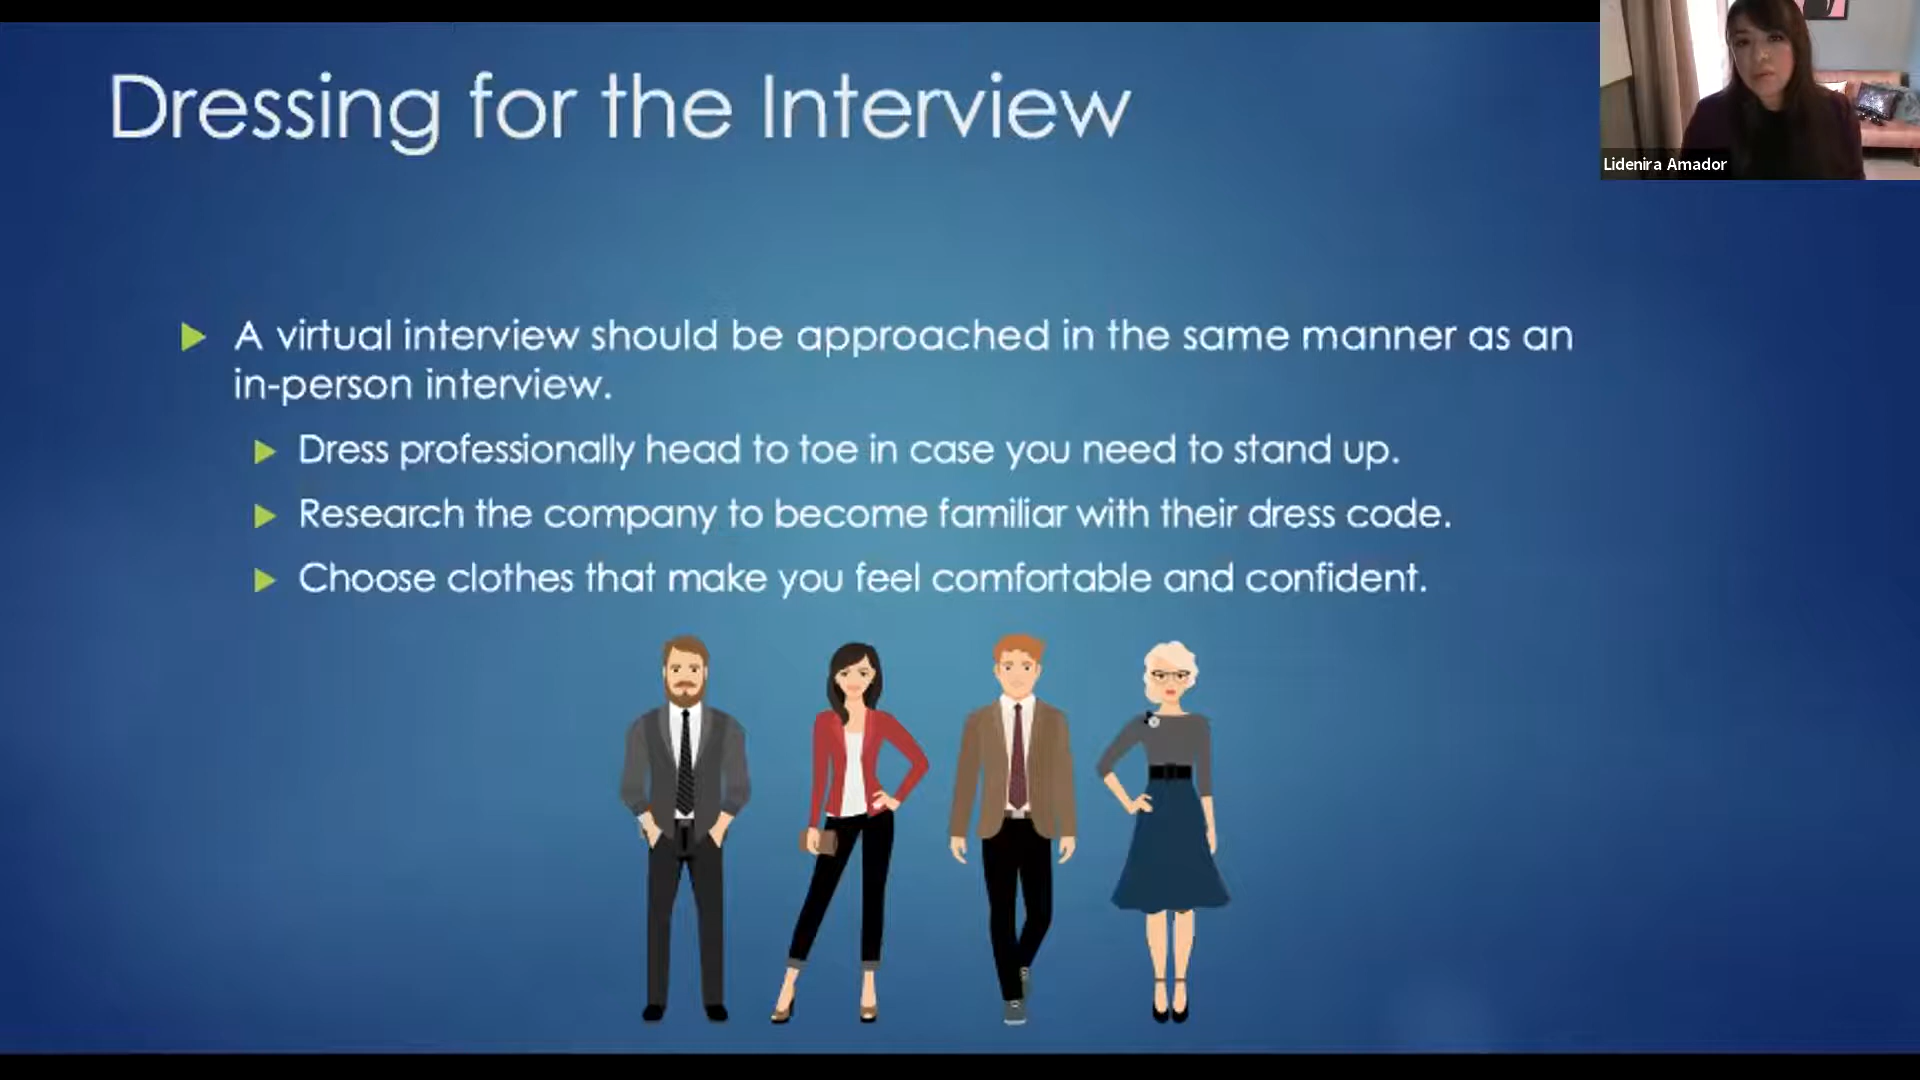 Dressing for the Interview
Lidenira Amador
A virtual interview should be approached in the same manner as an
in-person interview.
Dress professionally head to toe in case you need to stand up.
Research the company to become familiar with their dress code.
Choose clothes that make you feel comfortable and confident.